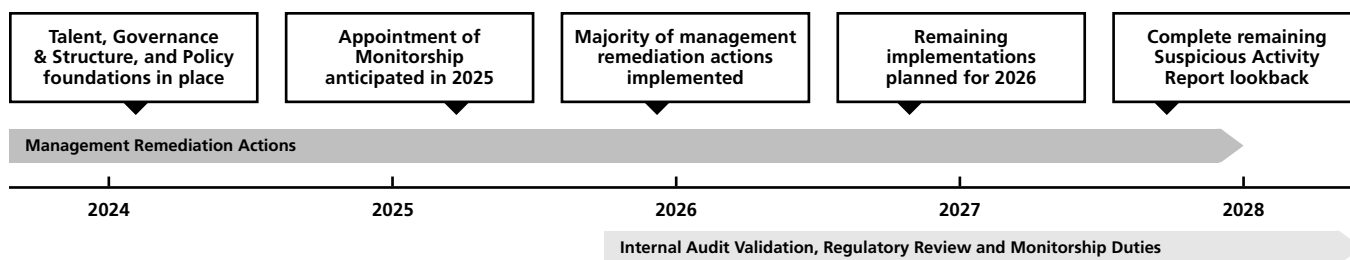 Talent, Governance
& Structure, and Policy
foundations in place
Appointment of
Monitorship
anticipated in 2025
Majority of management
remediation actions
implemented
Remaining
implementations
planned for 2026
Complete remaining
Suspicious Activity
Report lookback
Management Remediation Actions
2024
2025
2026
2027
2028
Internal Audit Validation, Regulatory Review and Monitorship Duties